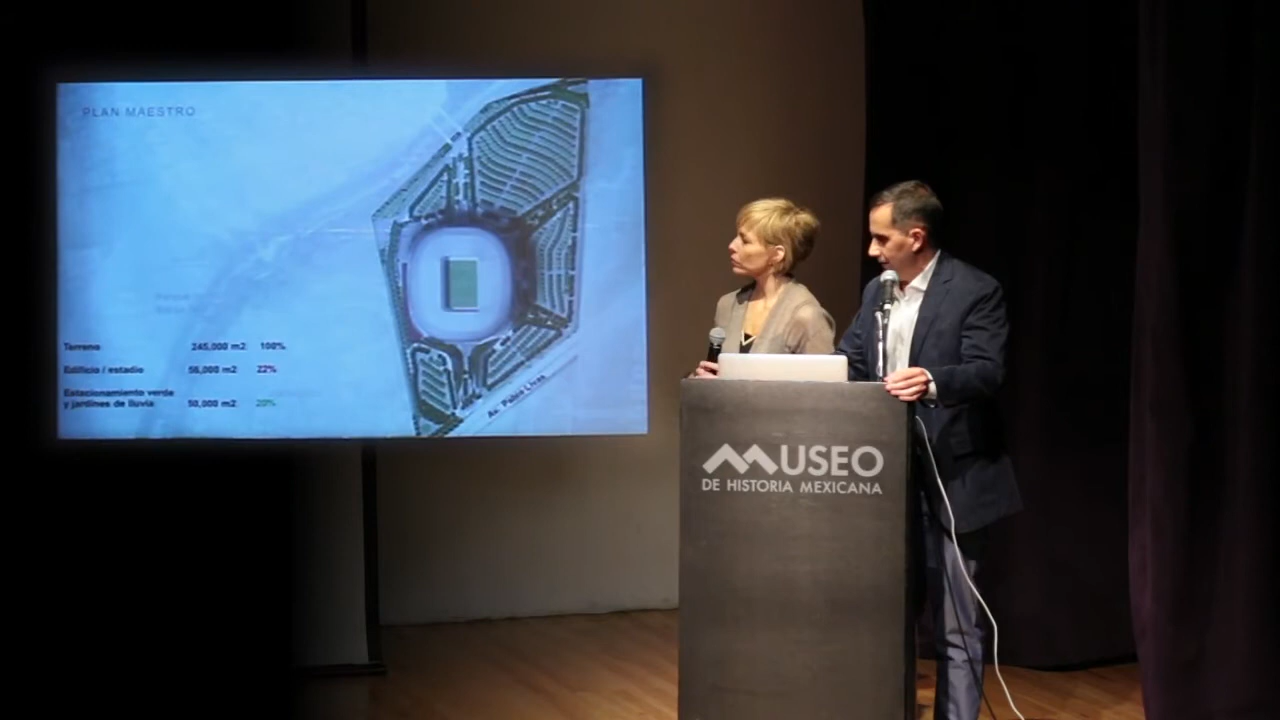 PLAN MAESTRO
Terreno 245,000 m2 100%
Edificio / estadio 55,000 m2 22%
Estacionamiento verde
y jardines de lluvia 50,000 m2 20%
Av. Pablo Livas
MUSEO
DE HISTORIA MEXICANA